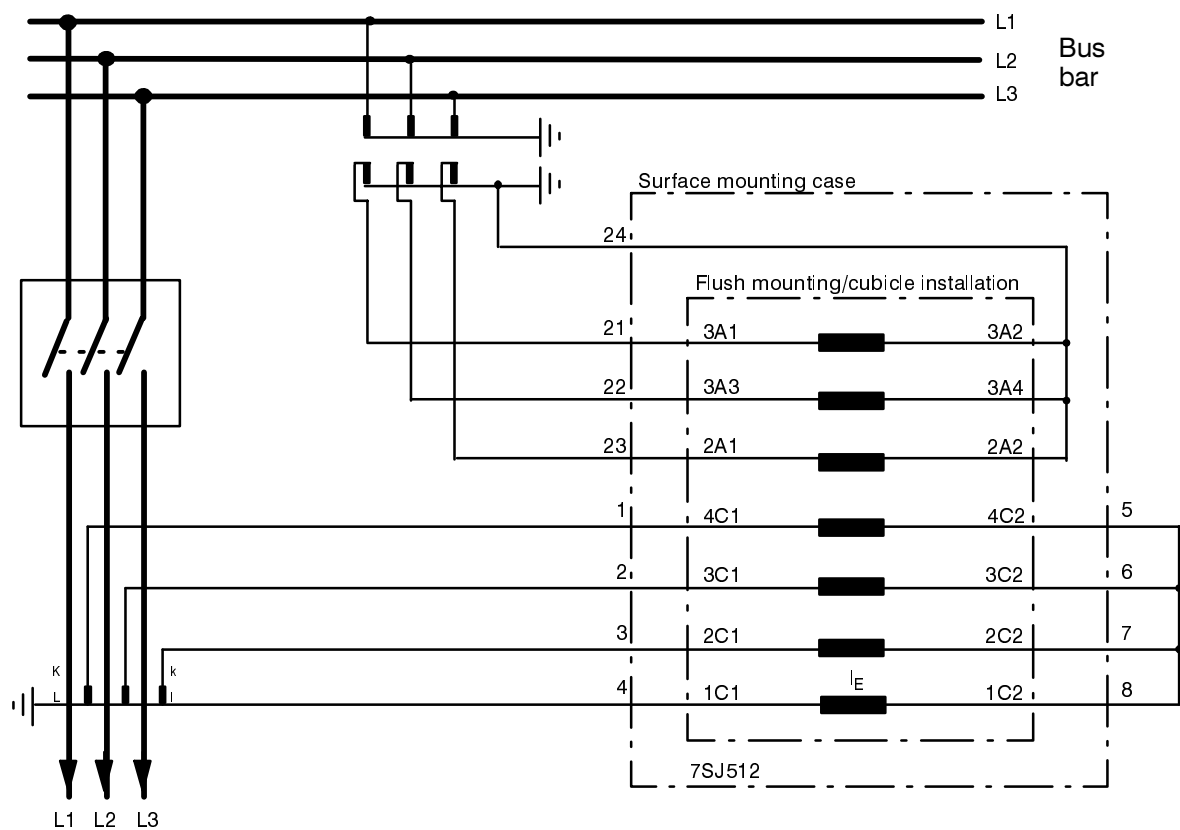 L1
L2
L3
Bus
bar
Surface mounting case
24
Flush mounting/cubicle installation
21 3A1 3A2
22 3A3 3A4
23 2A1 2A2
1 4C1 4C2 5
2 3C1 3C2 6
3 2C1 2C2 7
K k
L l
4 1C1 IE 1C2 8
7SJ512
L1 L2 L3